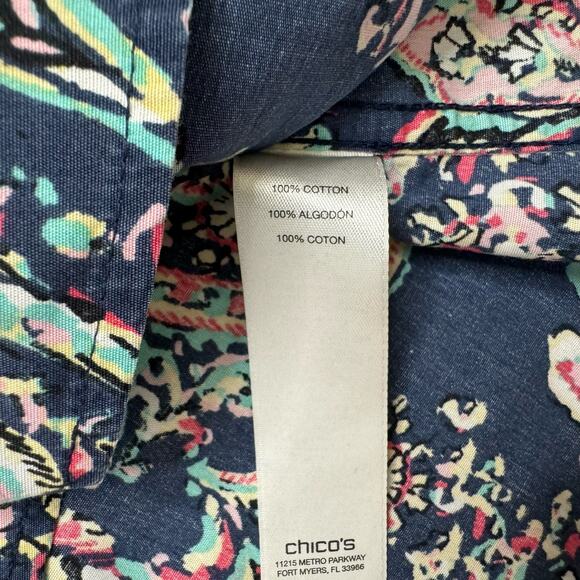 100% COTTON
100% ALGODÓN
100% COTON
chico's
11215 METRO PARKWAY
FORT MYERS, FL 33966